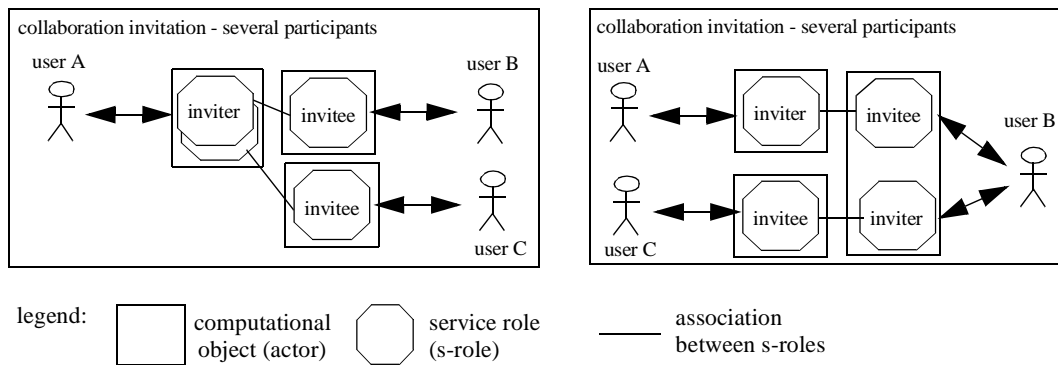 collaboration invitation - several participants
user A
user B
inviter
invitee
invitee
user C
collaboration invitation - several participants
user A
inviter
invitee
user B
invitee
inviter
user C
legend:
computational
object (actor)
service role
(s-role)
association
between s-roles